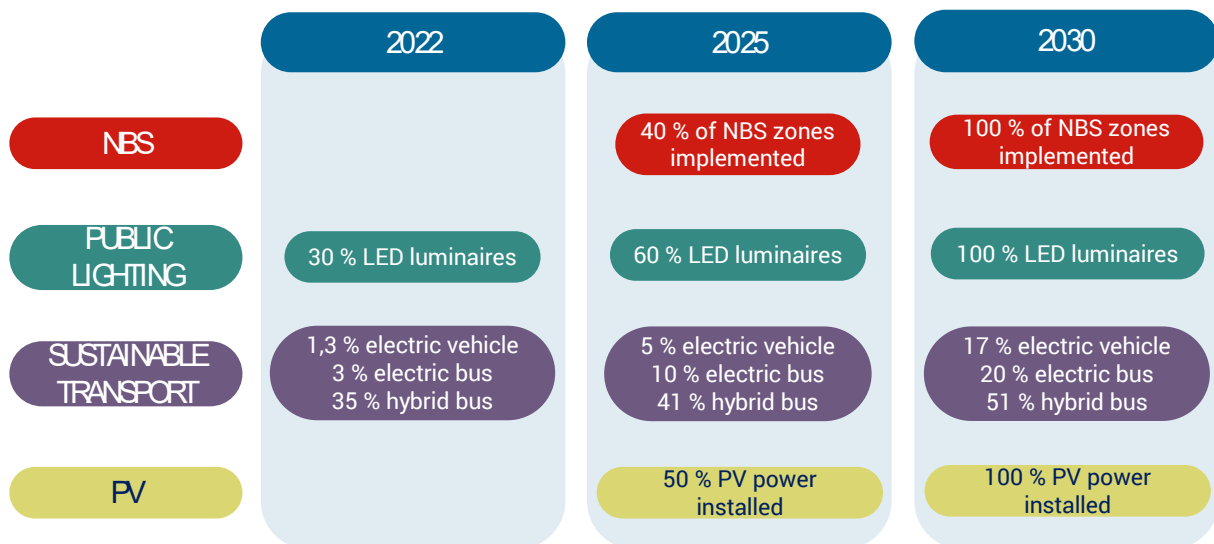 2022
2025
2030
NBS
40 % of NBS zones
implemented
100 % of NBS zones
implemented
PUBLIC
LIGHTING
30 % LED luminaires
60 % LED luminaires
100 % LED luminaires
SUSTAINABLE
TRANSPORT
1,3 % electric vehicle
3 % electric bus
35 % hybrid bus
5 % electric vehicle
10 % electric bus
41 % hybrid bus
17 % electric vehicle
20 % electric bus
51 % hybrid bus
PV
50 % PV power
installed
100 % PV power
installed